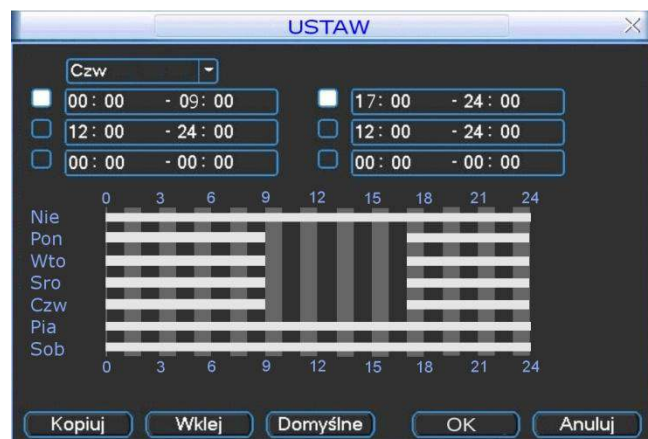 USTAW
Czw
00: 00 - 09: 00 17: 00 - 24: 00
12: 00 - 24: 00 12: 00 - 24: 00
00: 00 - 00: 00 00: 00 - 00: 00
0 3 6 9 12 15 18 21 24
Nie
Pon
Wto
Sro
Czw
Pia
Sob
0 3 6 9 12 15 18 21 24
Kopiuj Wklej Domyślne OK Anuluj